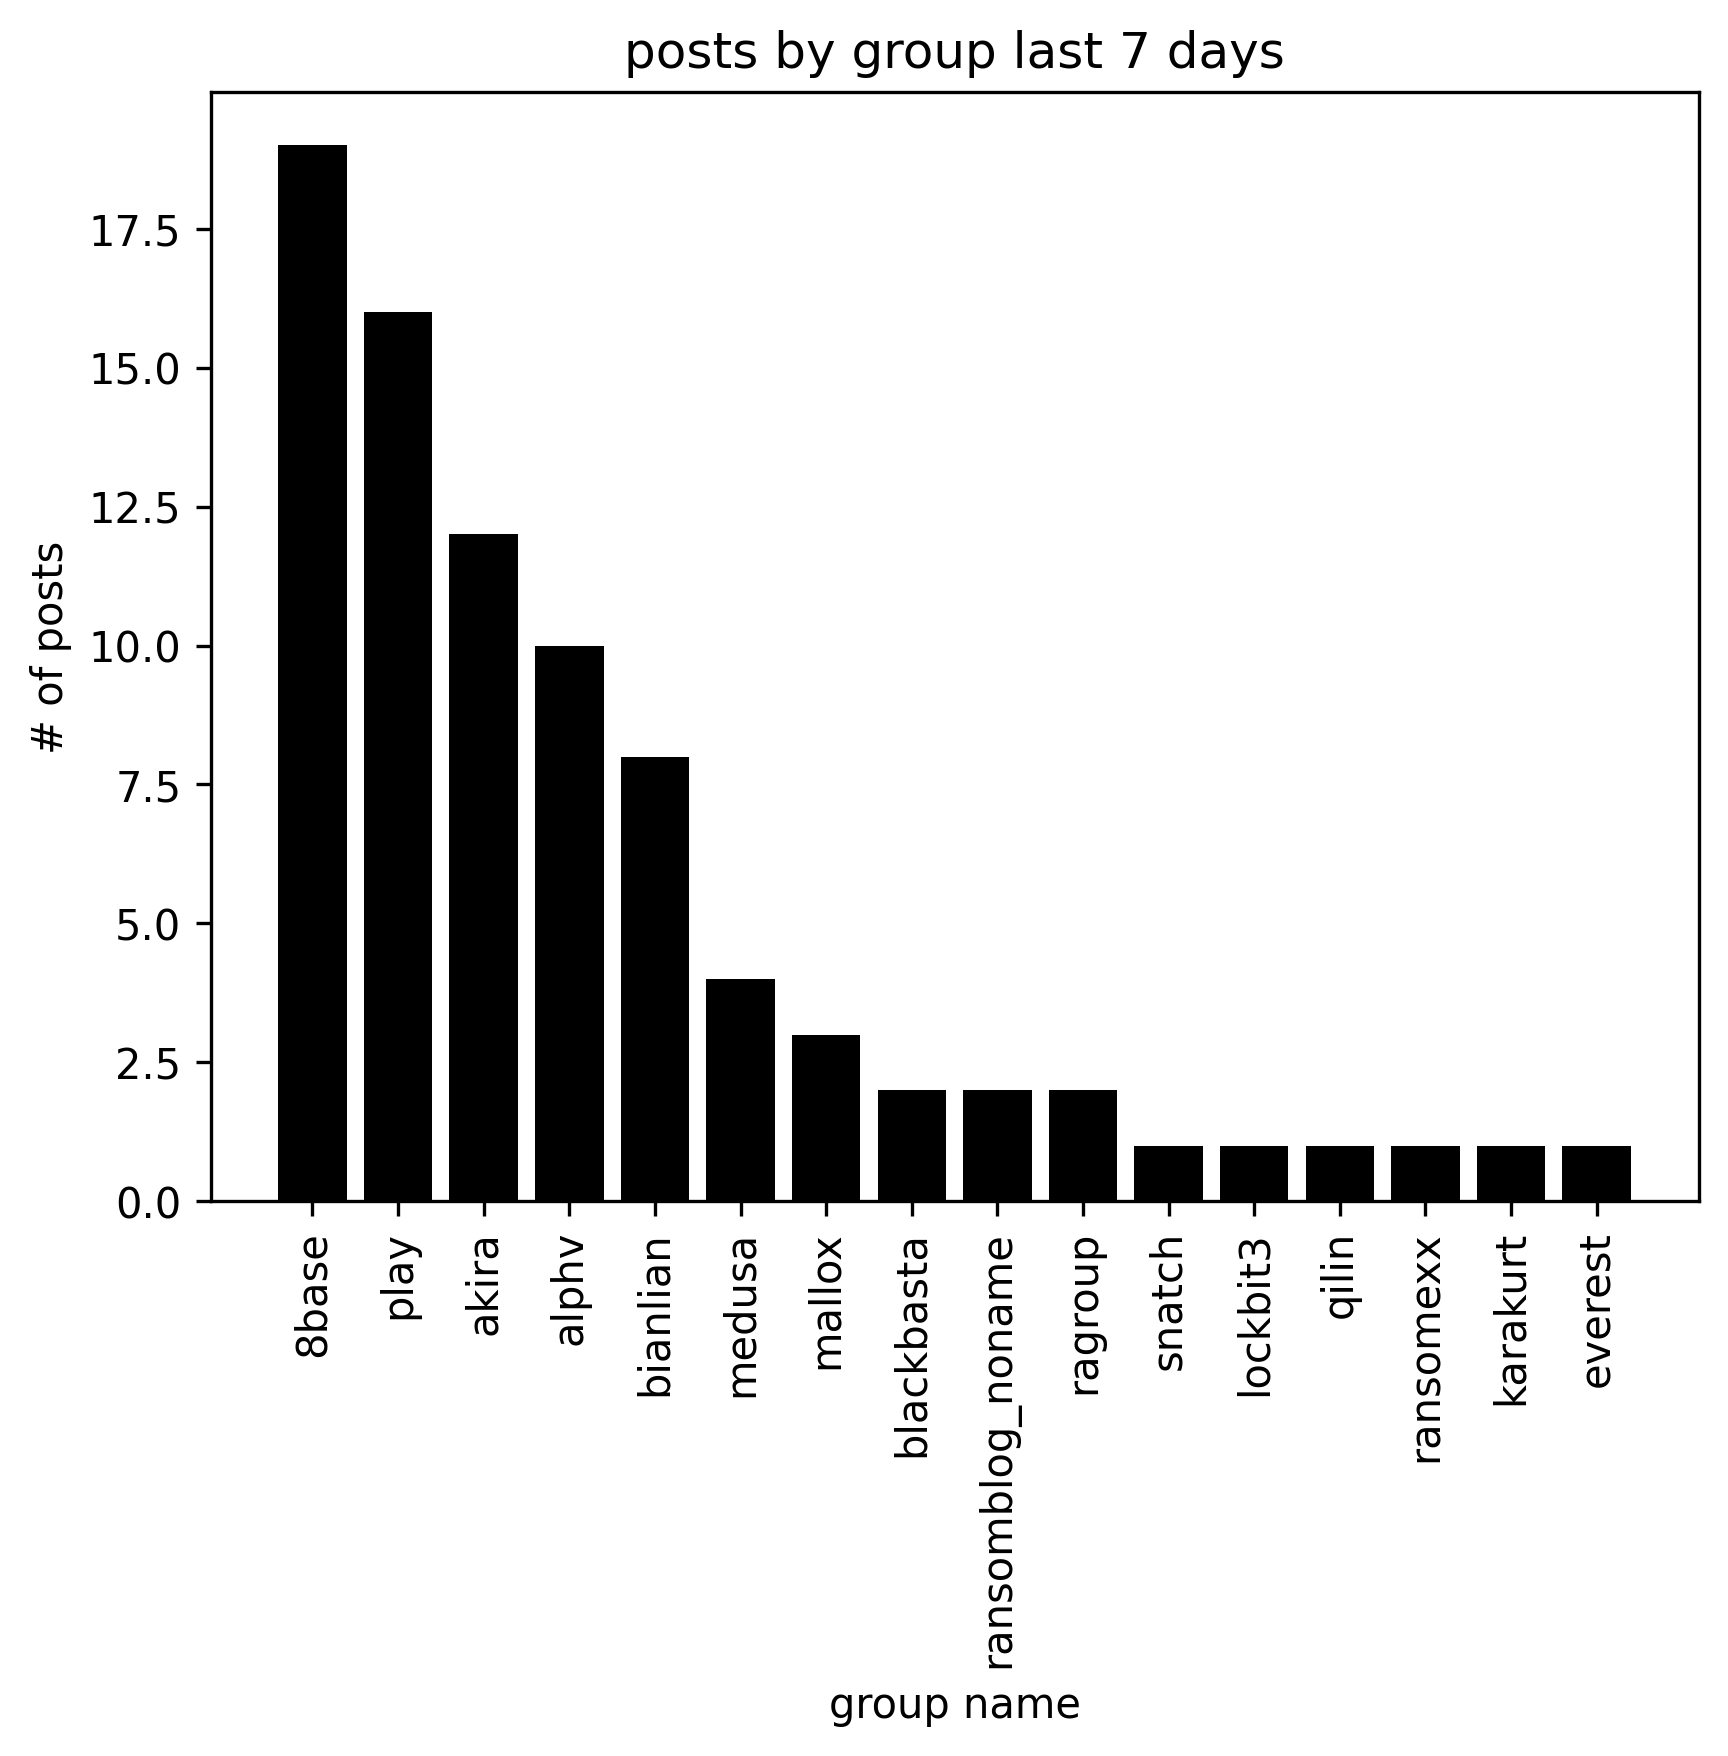 posts by group last 7 days
# of posts
17.5
15.0
12.5
10.0
7.5
5.0
2.5
0.0
8base
play
akira
alphv
bianlian
medusa
mallox
blackbasta
ransomblog_noname
ragroup
snatch
lockbit3
qilin
ransomexx
karakurt
everest
group name